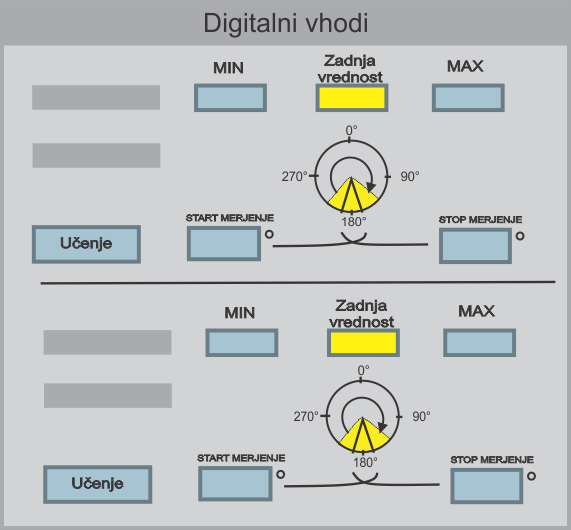 Digitalni vhodi
MIN
Zadnja
vrednost
MAX
0°
270°
90°
180°
START MERJENJE
STOP MERJENJE
Učenje
MIN
Zadnja
vrednost
MAX
0°
270°
90°
180°
START MERJENJE
STOP MERJENJE
Učenje